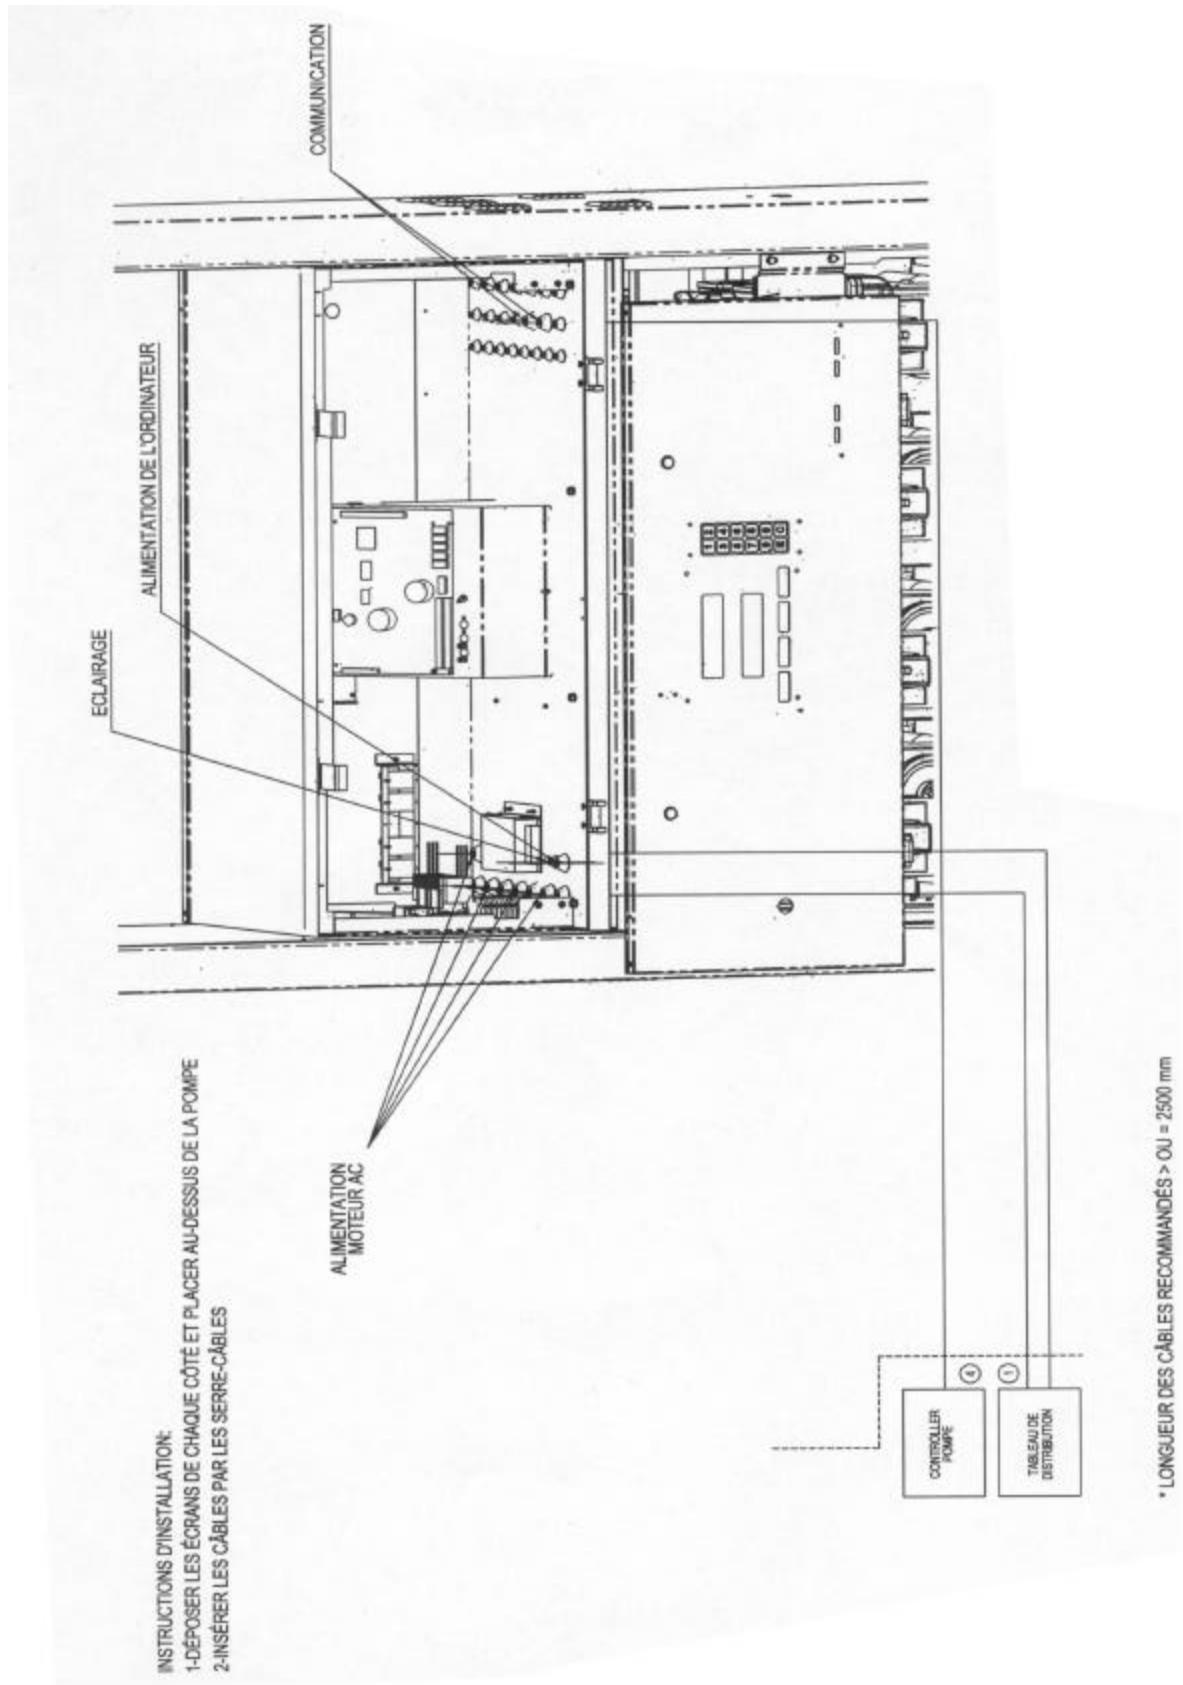 INSTRUCTIONS D'INSTALLATION:
1-DÉPOSER LES ÉCRANS DE CHAQUE CÔTÉ ET PLACER AU-DESSUS DE LA POMPE
2-INSÉRER LES CÂBLES PAR LES SERRE-CÂBLES
ECLAIRAGE
ALIMENTATION DE L'ORDINATEUR
COMMUNICATION
ALIMENTATION
MOTEUR AC
CONTROLLER
POMPE
4
TABLEAU DE
DISTRIBUTION
1
* LONGUEUR DES CÂBLES RECOMMANDÉS > OU = 2500 mm